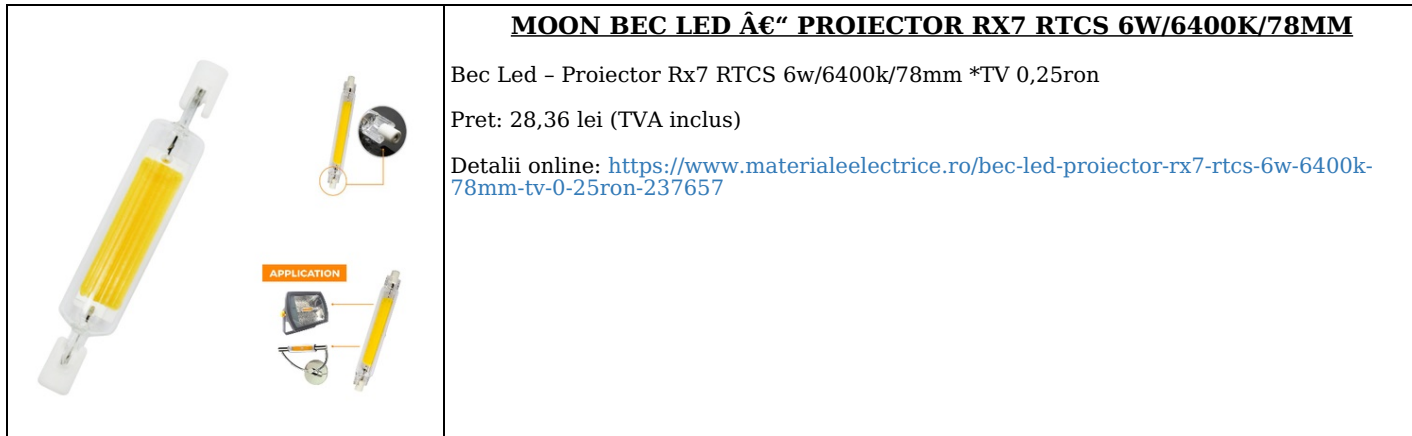 MOON BEC LED Â€“ PROIECTOR RX7 RTCS 6W/6400K/78MM
Bec Led – Proiector Rx7 RTCS 6w/6400k/78mm *TV 0,25ron
Pret: 28,36 lei (TVA inclus)
Detalii online: https://www.materialeelectrice.ro/bec-led-proiector-rx7-rtcs-6w-6400k-
78mm-tv-0-25ron-237657
APPLICATION